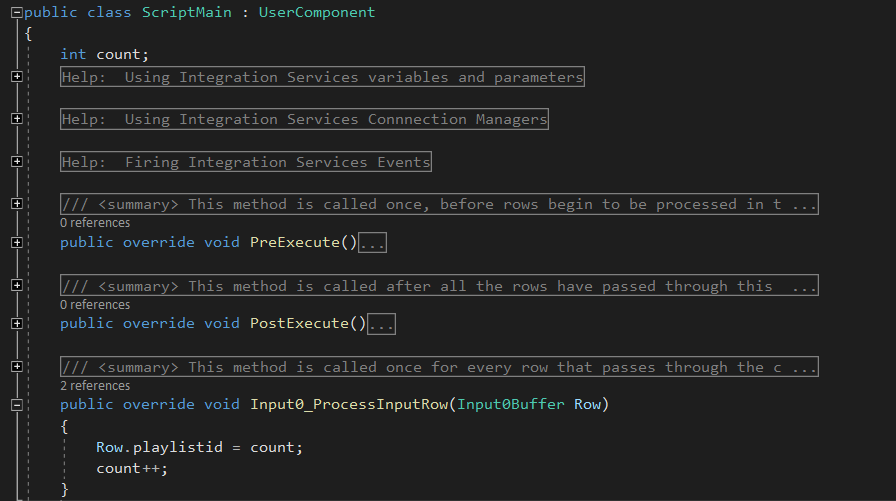 public class ScriptMain : UserComponent
{
int count;
Help:  Using Integration Services variables and parameters
Help:  Using Integration Services Connnection Managers
Help:  Firing Integration Services Events
/// <summary> This method is called once, before rows begin to be processed in t ...
0 references
public override void PreExecute()...
/// <summary> This method is called after all the rows have passed through this  ...
0 references
public override void PostExecute()...
/// <summary> This method is called once for every row that passes through the c ...
2 references
public override void Input0_ProcessInputRow(Input0Buffer Row)
{
Row.playlistid = count;
count++;
}